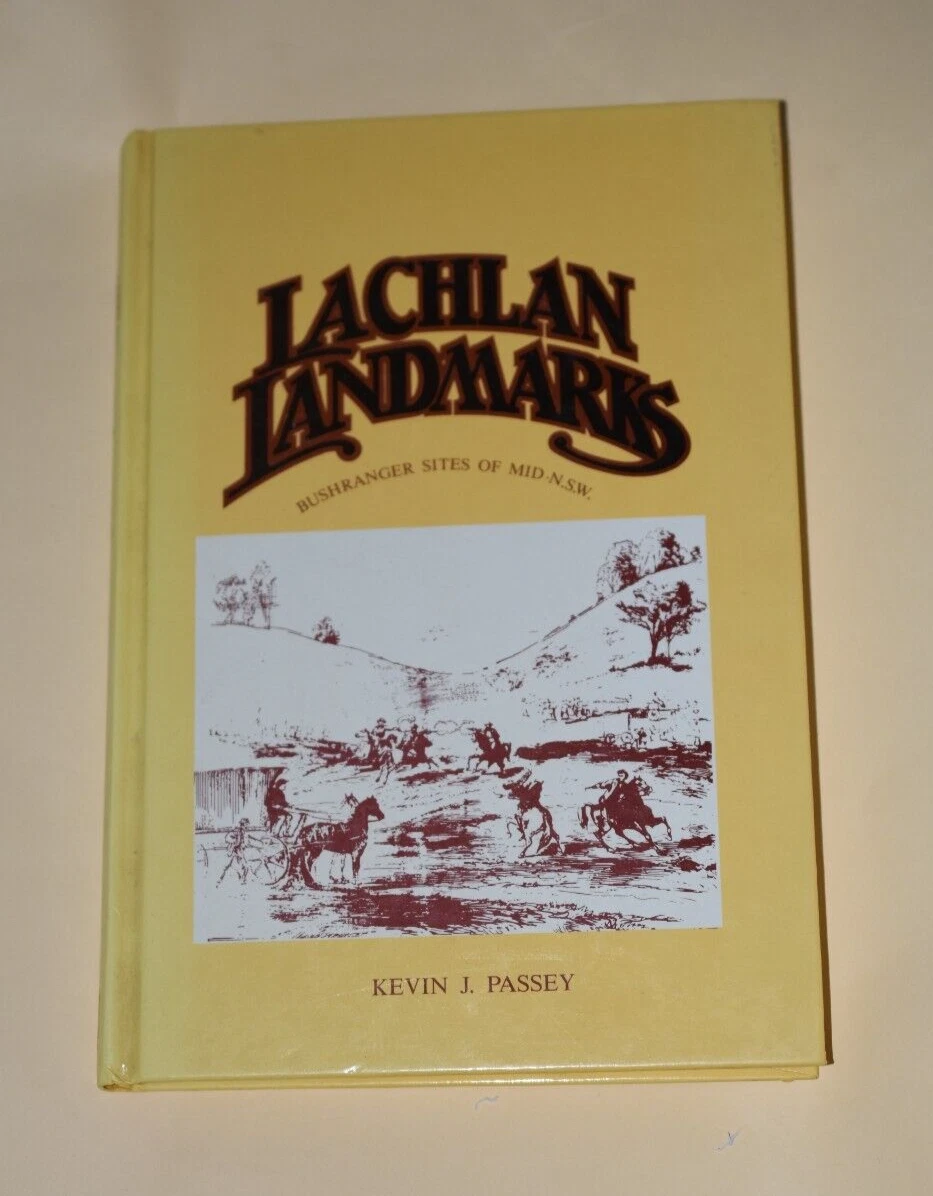 LACHLAN
LANDMARKS
BUSHRANGER SITES OF MID-N.S.W.
KEVIN J. PASSEY